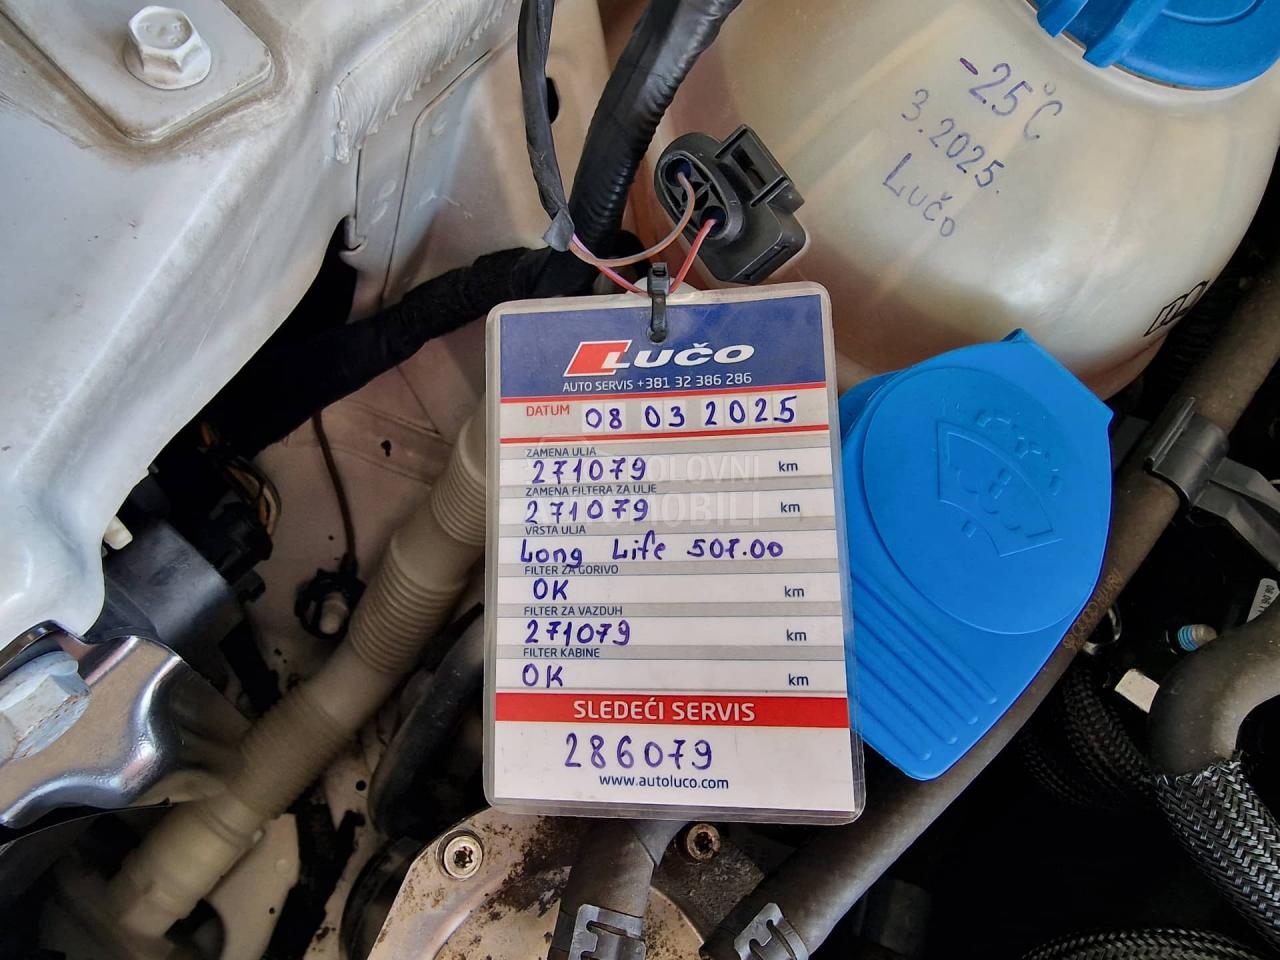 -25°C
3.2025.
Lučo
LUČO
AUTO SERVIS +381 32 386 286
DATUM 08 03 2025
ZAMENA ULJA
271079 km
ZAMENA FILTERA ZA ULJE
271079 km
VRSTA ULJA
Long Life 507.00
FILTER ZA GORIVO
OK km
FILTER ZA VAZDUH
271079 km
FILTER KABINE
OK km
SLEDEĆI SERVIS
286079
www.autoluco.com